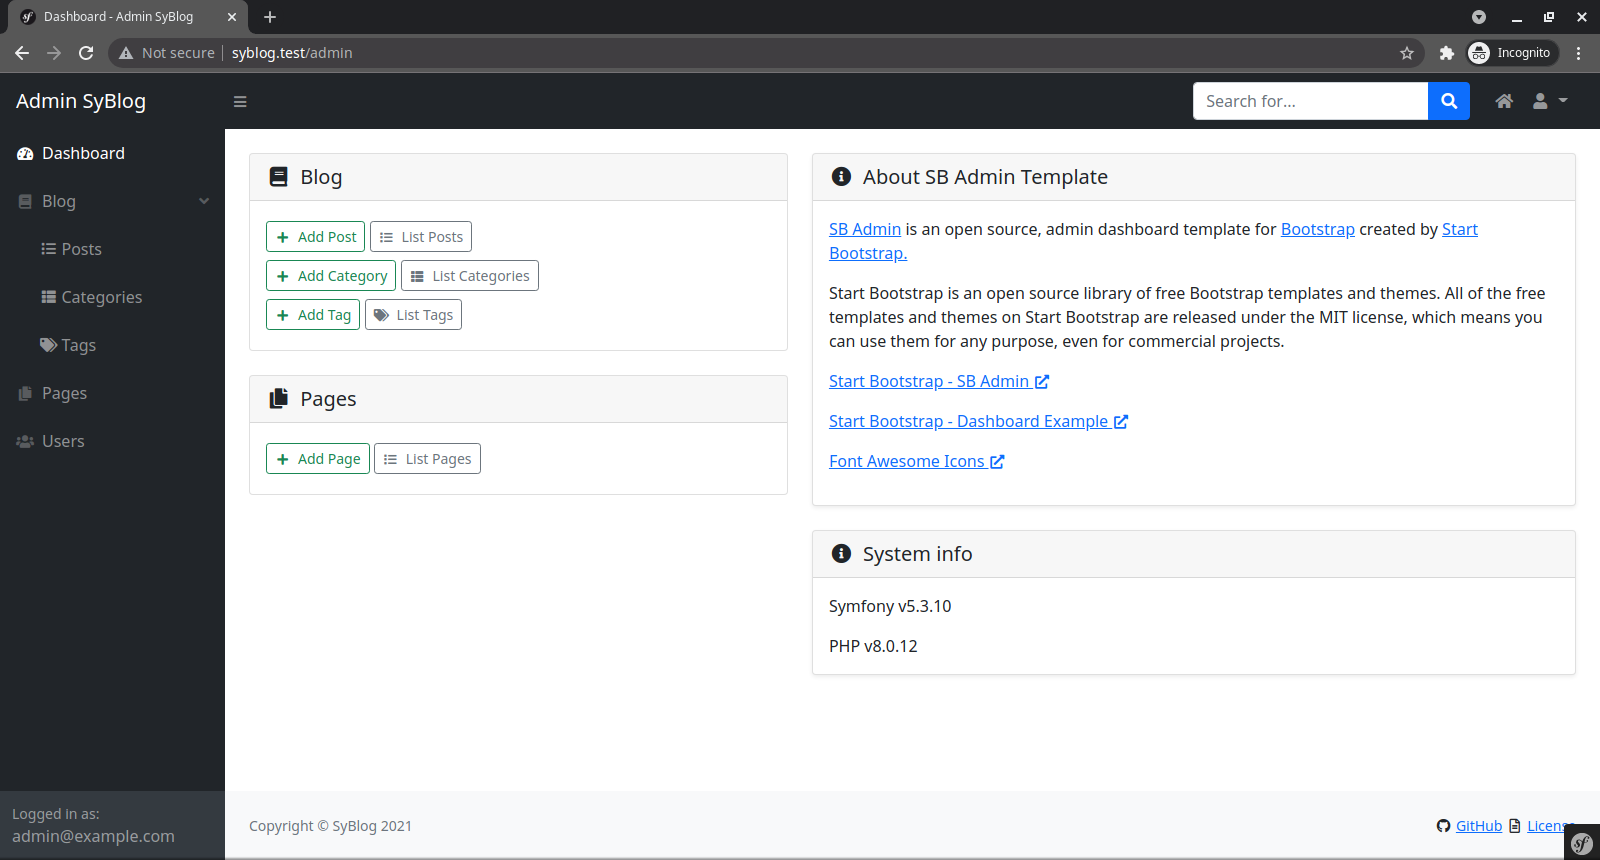 Dashboard - Admin SyBlog
Not secure
syblog.test/admin
Incognito
Admin SyBlog
Search for...
Dashboard
Blog
Posts
Categories
Tags
Pages
Users
Logged in as:
admin@example.com
Blog
Add Post List Posts
Add Category List Categories
Add Tag List Tags
Pages
Add Page List Pages
About SB Admin Template
SB Admin is an open source, admin dashboard template for Bootstrap created by Start
Bootstrap.
Start Bootstrap is an open source library of free Bootstrap templates and themes. All of the free
templates and themes on Start Bootstrap are released under the MIT license, which means you
can use them for any purpose, even for commercial projects.
Start Bootstrap - SB Admin
Start Bootstrap - Dashboard Example
Font Awesome Icons
System info
Symfony v5.3.10
PHP v8.0.12
Copyright © SyBlog 2021
GitHub License
sf